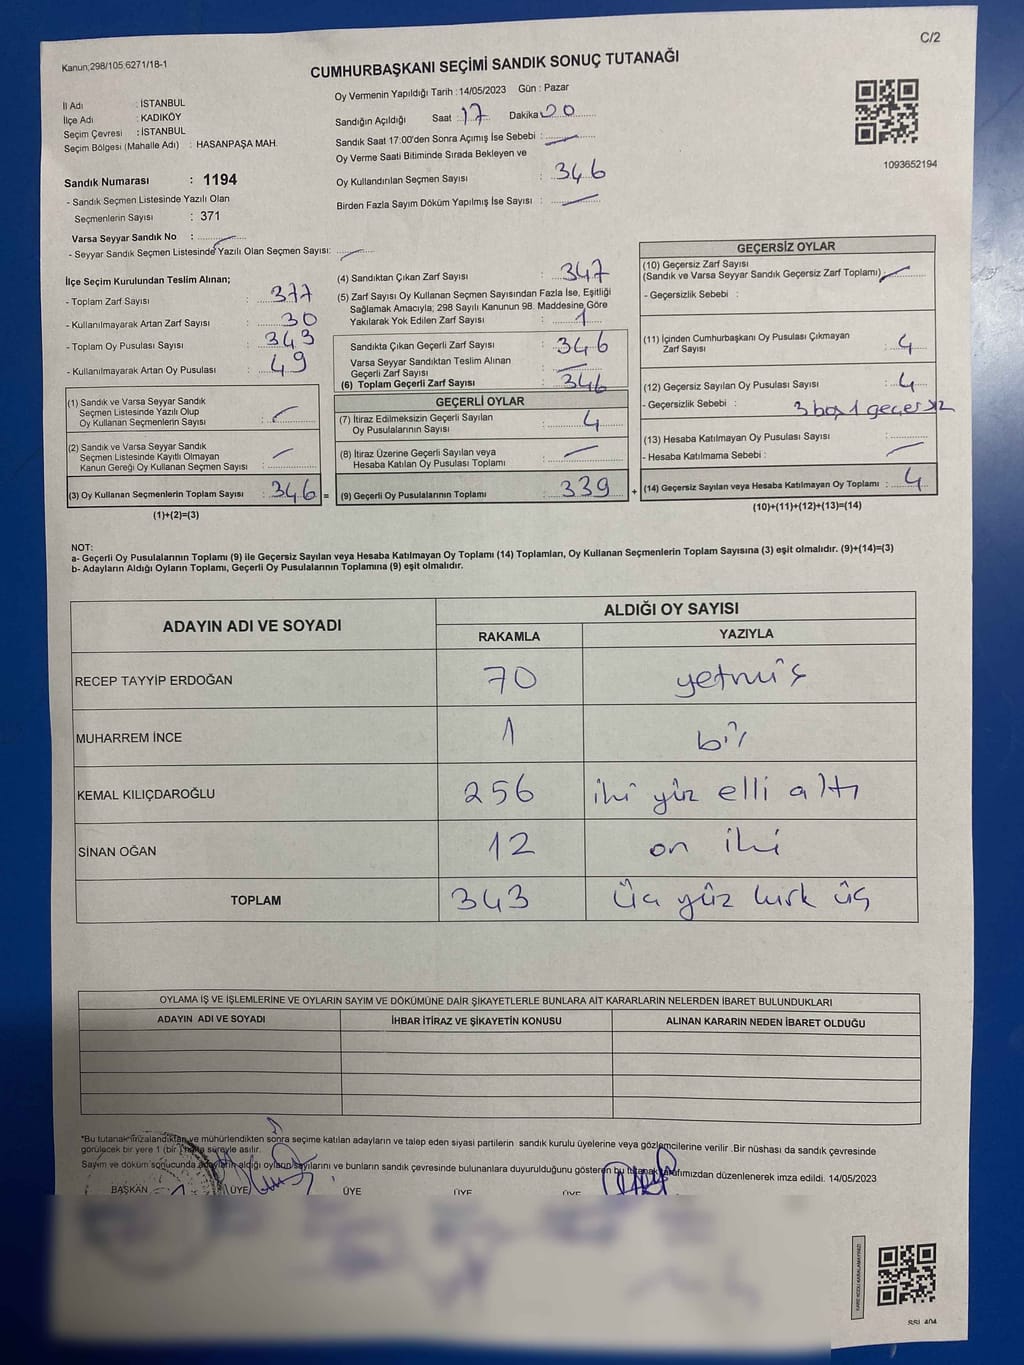 C/2
Kanun;298/105;6271/18-1
CUMHURBAŞKANI SEÇİMİ SANDIK SONUÇ TUTANAĞI
İl Adı : İSTANBUL
İlçe Adı : KADIKÖY
Seçim Çevresi : İSTANBUL
Seçim Bölgesi (Mahalle Adı) : HASANPAŞA MAH.
Sandık Numarası : 1194
- Sandık Seçmen Listesinde Yazılı Olan
Seçmenlerin Sayısı : 371
Varsa Seyyar Sandık No :
- Seyyar Sandık Seçmen Listesinde Yazılı Olan Seçmen Sayısı:
Oy Vermenin Yapıldığı Tarih : 14/05/2023 Gün : Pazar
Sandığın Açıldığı Saat : 17 Dakika 00
Sandık Saat 17:00'den Sonra Açımış İse Sebebi :
Oy Verme Saati Bitiminde Sırada Bekleyen ve
Oy Kullandırılan Seçmen Sayısı : 346
Birden Fazla Sayım Döküm Yapılmış İse Sayısı :
1093652194
İlçe Seçim Kurulundan Teslim Alınan;
- Toplam Zarf Sayısı : 377
- Kullanılmayarak Artan Zarf Sayısı : 30
- Toplam Oy Pusulası Sayısı : 343
- Kullanılmayarak Artan Oy Pusulası : 49
(1) Sandık ve Varsa Seyyar Sandık
Seçmen Listesinde Yazılı Olup
Oy Kullanan Seçmenlerin Sayısı :
(2) Sandık ve Varsa Seyyar Sandık
Seçmen Listesinde Kayıtlı Olmayan
Kanun Gereği Oy Kullanan Seçmen Sayısı :
(3) Oy Kullanan Seçmenlerin Toplam Sayısı : 346 =
(1)+(2)=(3)
(4) Sandıktan Çıkan Zarf Sayısı : 347
(5) Zarf Sayısı Oy Kullanan Seçmen Sayısından Fazla İse, Eşitliği
Sağlamak Amacıyla; 298 Sayılı Kanunun 98. Maddesine Göre
Yakılarak Yok Edilen Zarf Sayısı : 1
Sandıkta Çıkan Geçerli Zarf Sayısı : 346
Varsa Seyyar Sandıktan Teslim Alınan
Geçerli Zarf Sayısı :
(6) Toplam Geçerli Zarf Sayısı : 346
GEÇERLİ OYLAR
(7) İtiraz Edilmeksizin Geçerli Sayılan
Oy Pusulalarının Sayısı : 4
(8) İtiraz Üzerine Geçerli Sayılan veya
Hesaba Katılan Oy Pusulası Toplamı :
(9) Geçerli Oy Pusulalarının Toplamı : 339 +
GEÇERSİZ OYLAR
(10) Geçersiz Zarf Sayısı
(Sandık ve Varsa Seyyar Sandık Geçersiz Zarf Toplamı) :
- Geçersizlik Sebebi :
(11) İçinden Cumhurbaşkanı Oy Pusulası Çıkmayan
Zarf Sayısı : 4
(12) Geçersiz Sayılan Oy Pusulası Sayısı : 4
- Geçersizlik Sebebi : 3 boş 1 geçersiz
(13) Hesaba Katılmayan Oy Pusulası Sayısı :
- Hesaba Katılmama Sebebi :
(14) Geçersiz Sayılan veya Hesaba Katılmayan Oy Toplamı : 4
(10)+(11)+(12)+(13)=(14)
NOT:
a- Geçerli Oy Pusulalarının Toplamı (9) ile Geçersiz Sayılan veya Hesaba Katılmayan Oy Toplamı (14) Toplamları, Oy Kullanan Seçmenlerin Toplam Sayısına (3) eşit olmalıdır. (9)+(14)=(3)
b- Adayların Aldığı Oyların Toplamı, Geçerli Oy Pusulalarının Toplamına (9) eşit olmalıdır.
ADAYIN ADI VE SOYADI ALDIĞI OY SAYISI
RAKAMLA YAZIYLA
RECEP TAYYİP ERDOĞAN 70 yetmiş
MUHARREM İNCE 1 bir
KEMAL KILIÇDAROĞLU 256 iki yüz elli altı
SİNAN OĞAN 12 on iki
TOPLAM 343 üç yüz kırk üç
OYLAMA İŞ VE İŞLEMLERİNE VE OYLARIN SAYIM VE DÖKÜMÜNE DAİR ŞİKAYETLERLE BUNLARA AİT KARARLARIN NELERDEN İBARET BULUNDUKLARI
ADAYIN ADI VE SOYADI İHBAR İTİRAZ VE ŞİKAYETİN KONUSU ALINAN KARARIN NEDEN İBARET OLDUĞU
*Bu tutanak imzalandıktan ve mühürlendikten sonra seçime katılan adayların ve talep eden siyasi partilerin sandık kurulu üyelerine veya gözlemcilerine verilir .Bir nüshası da sandık çevresinde
görülecek bir yere 1 (bir ) hafta süreyle asılır.
Sayım ve döküm sonucunda adayların aldığı oyların sayılarını ve bunların sandık çevresinde bulunanlara duyurulduğunu gösteren bu tutanak tarafımızdan düzenlenerek imza edildi. 14/05/2023
BAŞKAN ÜYE ÜYE ÜYE ÜYE